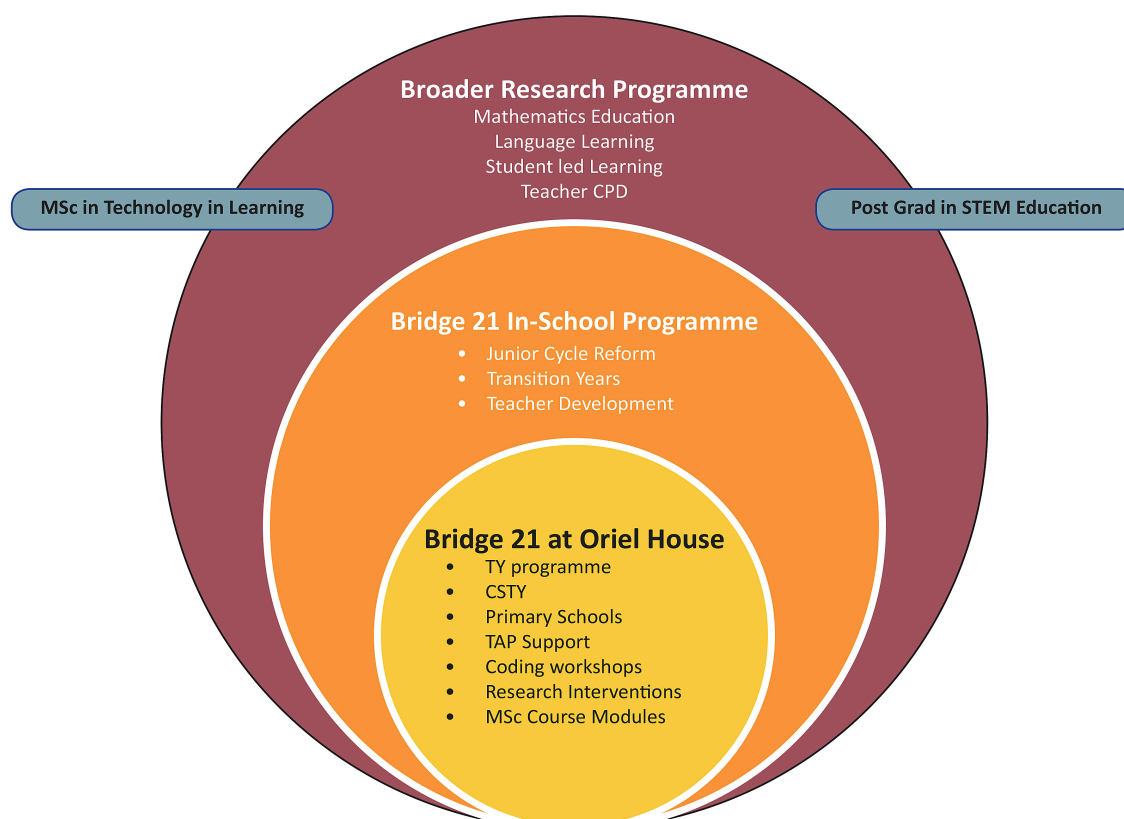 Broader Research Programme
Mathematics Education
Language Learning
Student led Learning
Teacher CPD
MSc in Technology in Learning
Post Grad in STEM Education
Bridge 21 In-School Programme
• Junior Cycle Reform
• Transition Years
• Teacher Development
Bridge 21 at Oriel House
• TY programme
• CSTY
• Primary Schools
• TAP Support
• Coding workshops
• Research Interventions
• MSc Course Modules